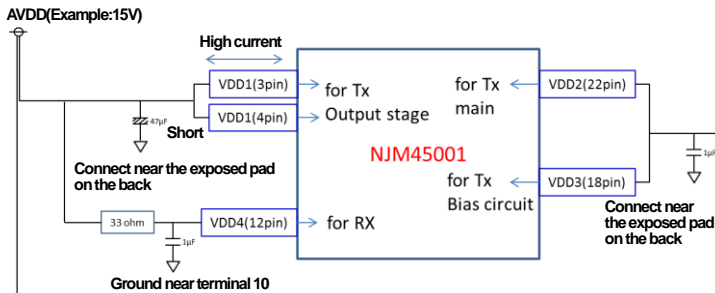 AVDD(Example:15V)
High current
VDD1(3pin)
for Tx
Output stage
VDD1(4pin)
Short
47μF
Connect near the exposed pad
on the back
33 ohm
1μF
VDD4(12pin)
for RX
Ground near terminal 10
NJM45001
for Tx
main
VDD2(22pin)
for Tx
Bias circuit
VDD3(18pin)
1μF
Connect near
the exposed pad
on the back